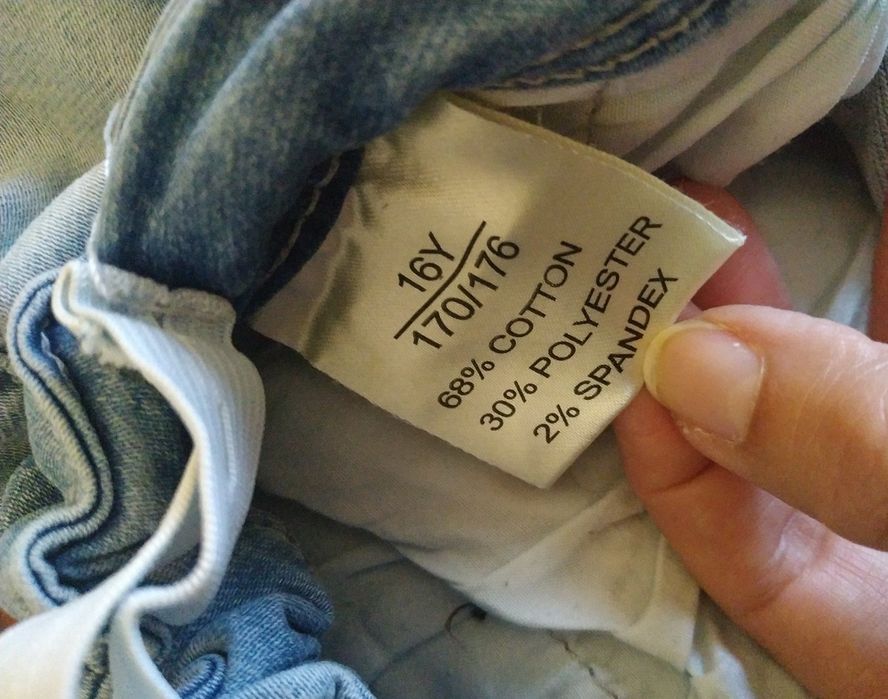 16Y
170/176
68% COTTON
30% POLYESTER
2% SPANDEX